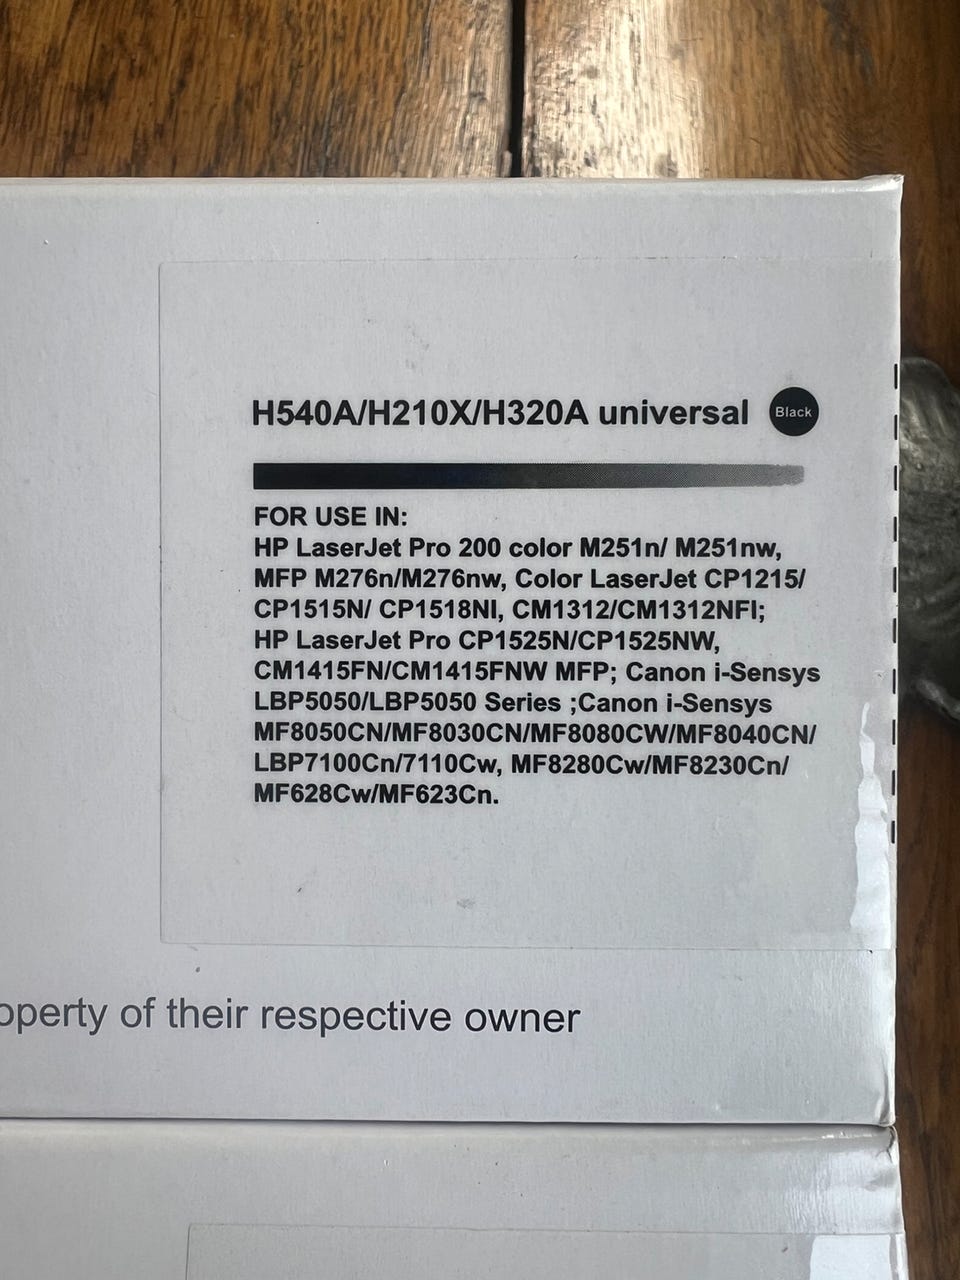 H540A/H210X/H320A universal Black
FOR USE IN:
HP LaserJet Pro 200 color M251n/ M251nw,
MFP M276n/M276nw, Color LaserJet CP1215/
CP1515N/ CP1518NI, CM1312/CM1312NFI;
HP LaserJet Pro CP1525N/CP1525NW,
CM1415FN/CM1415FNW MFP; Canon i-Sensys
LBP5050/LBP5050 Series ;Canon i-Sensys
MF8050CN/MF8030CN/MF8080CW/MF8040CN/
LBP7100Cn/7110Cw, MF8280Cw/MF8230Cn/
MF628Cw/MF623Cn.
operty of their respective owner